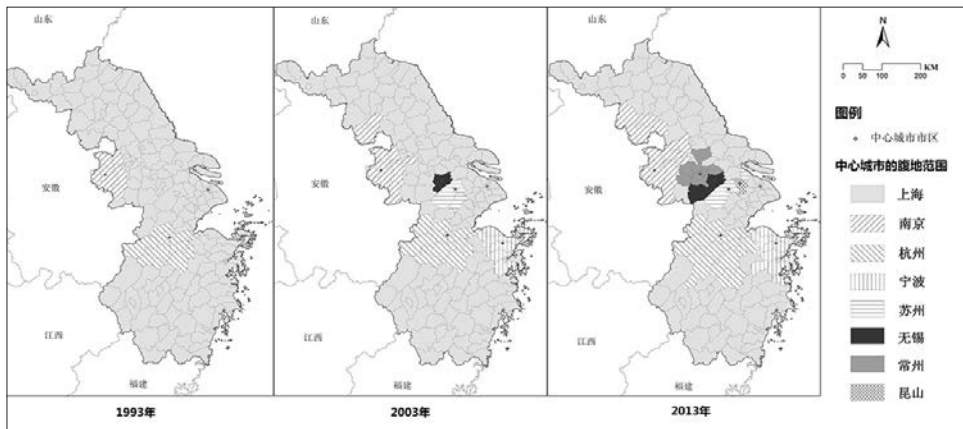 山东
安徽
江西
福建
1993年
山东
安徽
江西
福建
2003年
山东
安徽
江西
福建
2013年
N
0 50 100 200 KM
图例
中心城市市区
中心城市的腹地范围
上海
南京
杭州
宁波
苏州
无锡
常州
昆山